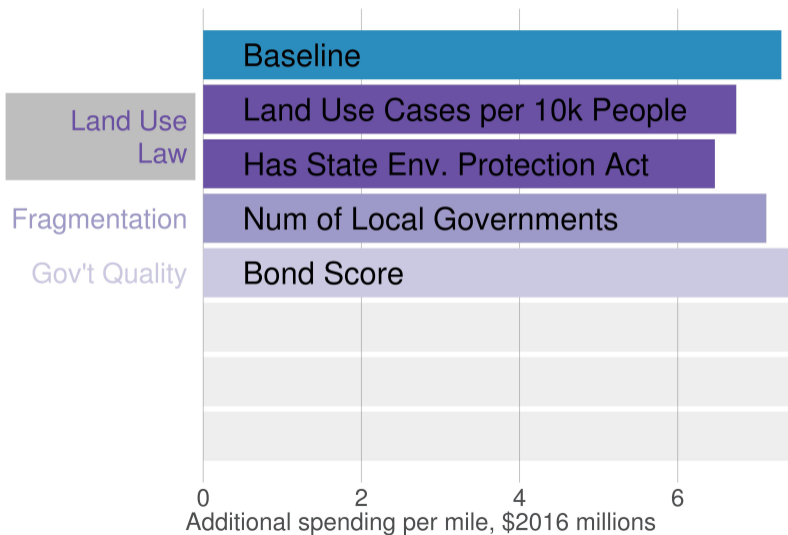 Baseline
Land Use Cases per 10k People
Land Use
Law
Has State Env. Protection Act
Fragmentation
Num of Local Governments
Gov't Quality
Bond Score
0 2 4 6
Additional spending per mile, $2016 millions